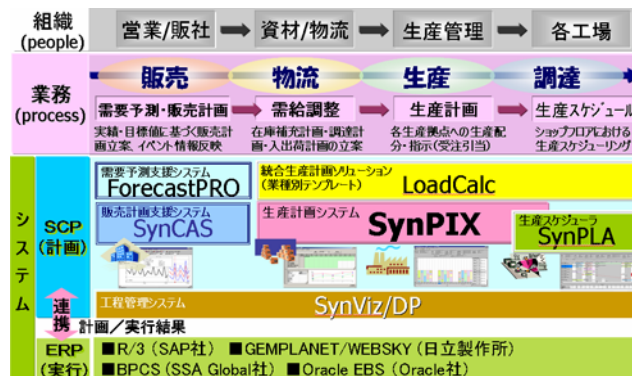 組織
(people)
営業/販社
資材/物流
生産管理
各工場
業務
(process)
販売
物流
生産
調達
需要予測・販売計画
需給調整
生産計画
生産スケジュール
実績・目標値に基づく販売計
画立案、イベント情報反映
在庫補充計画・調達計
画・入出荷計画の立案
各生産拠点への生産配
分・指示(受注引当)
ショップフロアにおける
生産スケジューリング
システム
SCP
(計画)
需要予測支援システム
ForecastPRO
統合生産計画ソリューション
(業種別テンプレート)
LoadCalc
販売計画支援システム
SynCAS
生産計画システム
SynPIX
生産スケジューラ
SynPLA
工程管理システム
SynViz/DP
連携
計画/実行結果
ERP
(実行)
■R/3 (SAP社) ■GEMPLANET/WEBSKY (日立製作所)
■BPCS (SSA Global社) ■Oracle EBS (Oracle社)